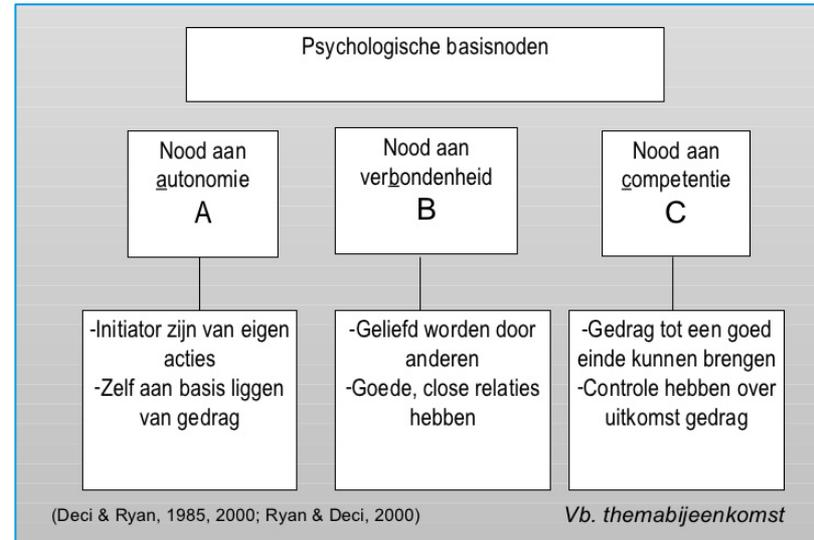 Psychologische basisnoden
Nood aan
autonomie
A
Nood aan
verbondenheid
B
Nood aan
competentie
C
-Initiator zijn van eigen
acties
-Zelf aan basis liggen
van gedrag
-Geliefd worden door
anderen
-Goede, close relaties
hebben
-Gedrag tot een goed
einde kunnen brengen
-Controle hebben over
uitkomst gedrag
(Deci & Ryan, 1985, 2000; Ryan & Deci, 2000)
Vb. themabijeenkomst